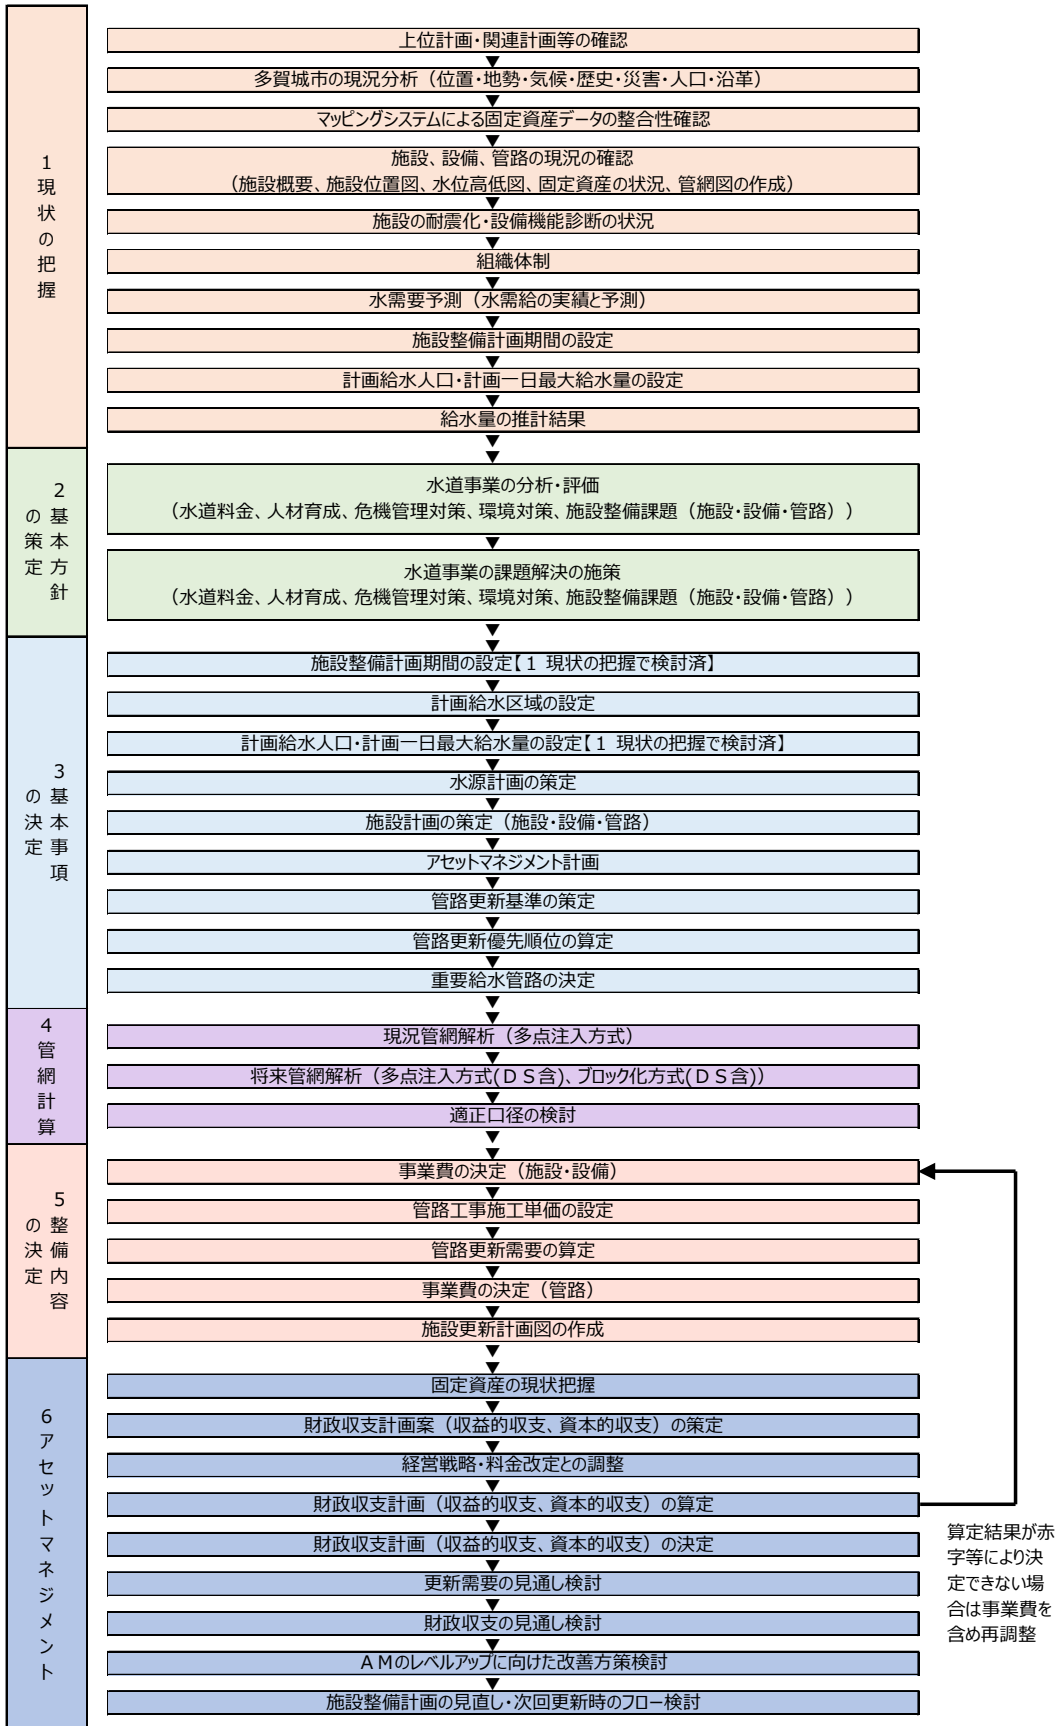 1現状の把握
上位計画・関連計画等の確認
▼
多賀城市の現況分析（位置・地勢・気候・歴史・災害・人口・沿革）
▼
マッピングシステムによる固定資産データの整合性確認
▼
施設、設備、管路の現況の確認
（施設概要、施設位置図、水位高低図、固定資産の状況、管網図の作成）
▼
施設の耐震化・設備機能診断の状況
▼
組織体制
▼
水需要予測（水需給の実績と予測）
▼
施設整備計画期間の設定
▼
計画給水人口・計画一日最大給水量の設定
▼
給水量の推計結果
▼
▼
2基本方針
の策定
水道事業の分析・評価
（水道料金、人材育成、危機管理対策、環境対策、施設整備課題（施設・設備・管路））
▼
水道事業の課題解決の施策
（水道料金、人材育成、危機管理対策、環境対策、施設整備課題（施設・設備・管路））
▼
▼
3基本事項
の決定
施設整備計画期間の設定【１ 現状の把握で検討済】
▼
計画給水区域の設定
▼
計画給水人口・計画一日最大給水量の設定【１ 現状の把握で検討済】
▼
水源計画の策定
▼
施設計画の策定（施設・設備・管路）
▼
アセットマネジメント計画
▼
管路更新基準の策定
▼
管路更新優先順位の算定
▼
重要給水管路の決定
▼
▼
4管網計算
現況管網解析（多点注入方式）
▼
将来管網解析（多点注入方式(ＤＳ含)、ブロック化方式(ＤＳ含)）
▼
適正口径の検討
▼
▼
5整備内容
の決定
事業費の決定（施設・設備）
▼
管路工事施工単価の設定
▼
管路更新需要の算定
▼
事業費の決定（管路）
▼
施設更新計画図の作成
▼
▼
6アセットマネジメント
固定資産の現状把握
▼
財政収支計画案（収益的収支、資本的収支）の策定
▼
経営戦略・料金改定との調整
▼
財政収支計画（収益的収支、資本的収支）の算定
▼
財政収支計画（収益的収支、資本的収支）の決定
▼
更新需要の見通し検討
▼
財政収支の見通し検討
▼
ＡＭのレベルアップに向けた改善方策検討
▼
施設整備計画の見直し・次回更新時のフロー検討
算定結果が赤
字等により決
定できない場
合は事業費を
含め再調整